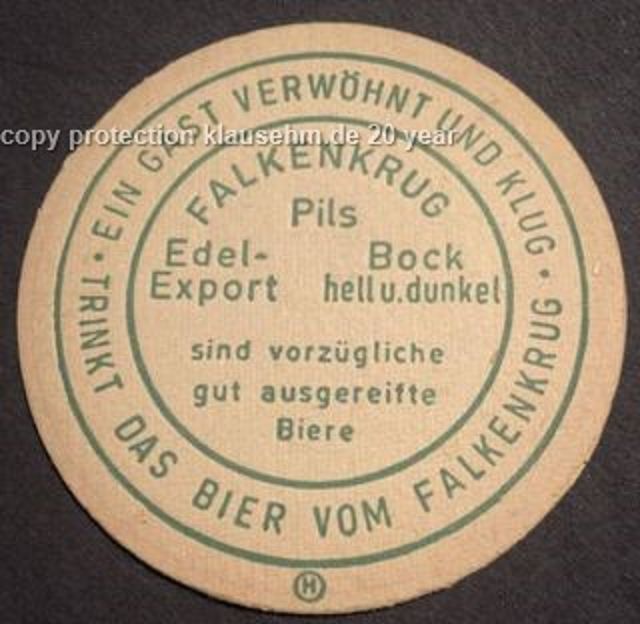 copy protection klausehm.de 20 year
• EIN GAST VERWÖHNT UND KLUG •
TRINKT DAS BIER VOM FALKENKRUG
FALKENKRUG
Pils
Edel-
Export
Bock
hell u. dunkel
sind vorzügliche
gut ausgereifte
Biere
H